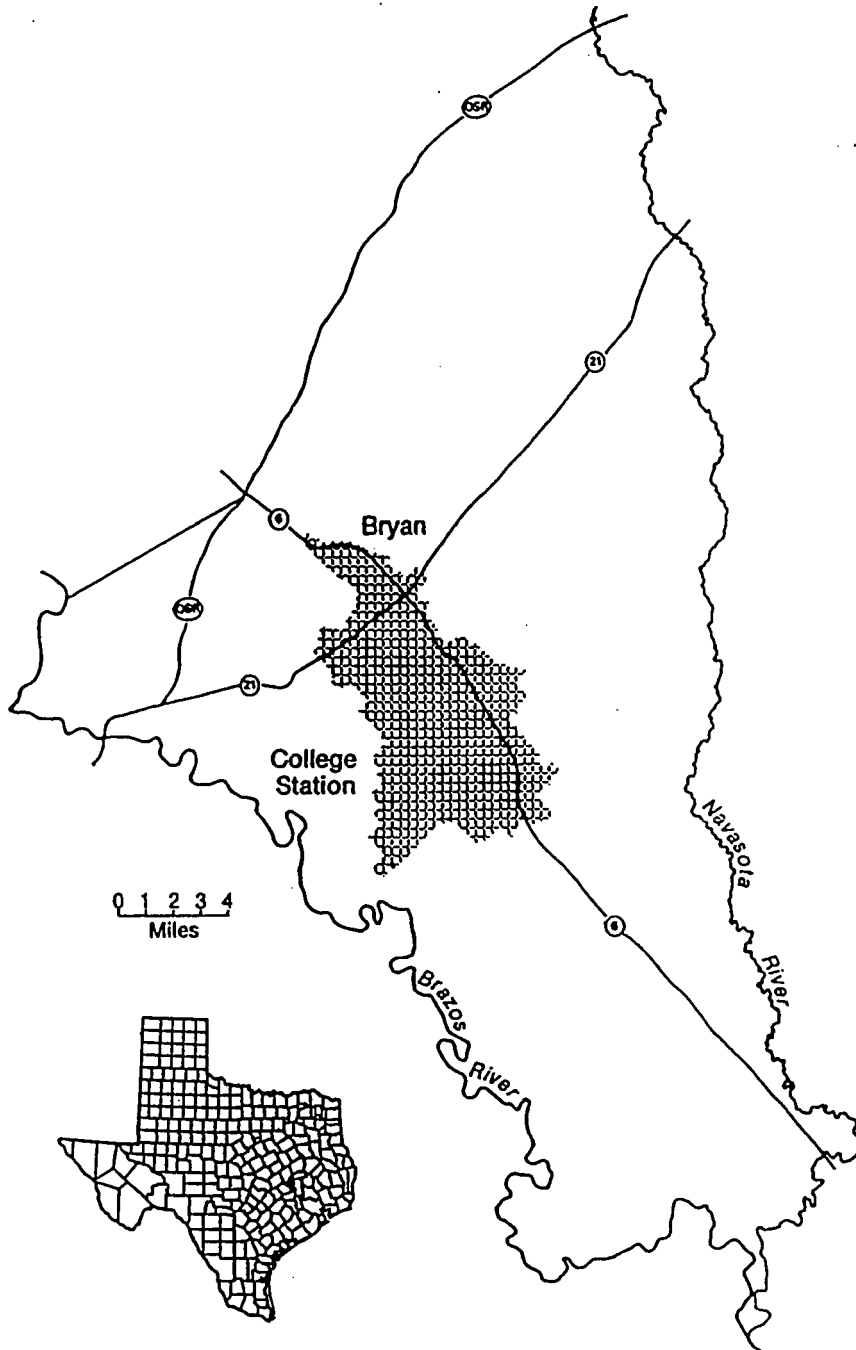 OSR
21
6
Bryan
OSR
21
College
Station
Navasota
River
0 1 2 3 4
Miles
6
Brazos
River